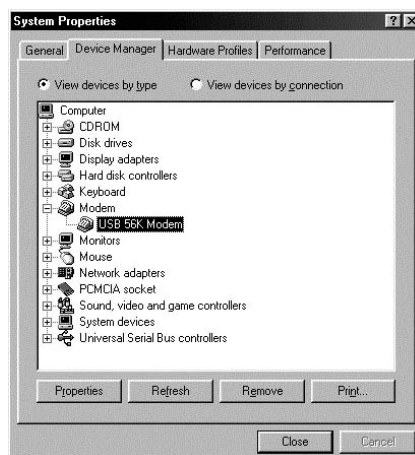 System Properties
General Device Manager Hardware Profiles Performance
View devices by type View devices by connection
Computer
CDROM
Disk drives
Display adapters
Hard disk controllers
Keyboard
Modem
USB 56K Modem
Monitors
Mouse
Network adapters
PCMCIA socket
Sound, video and game controllers
System devices
Universal Serial Bus controllers
Properties Refresh Remove Print...
Close Cancel